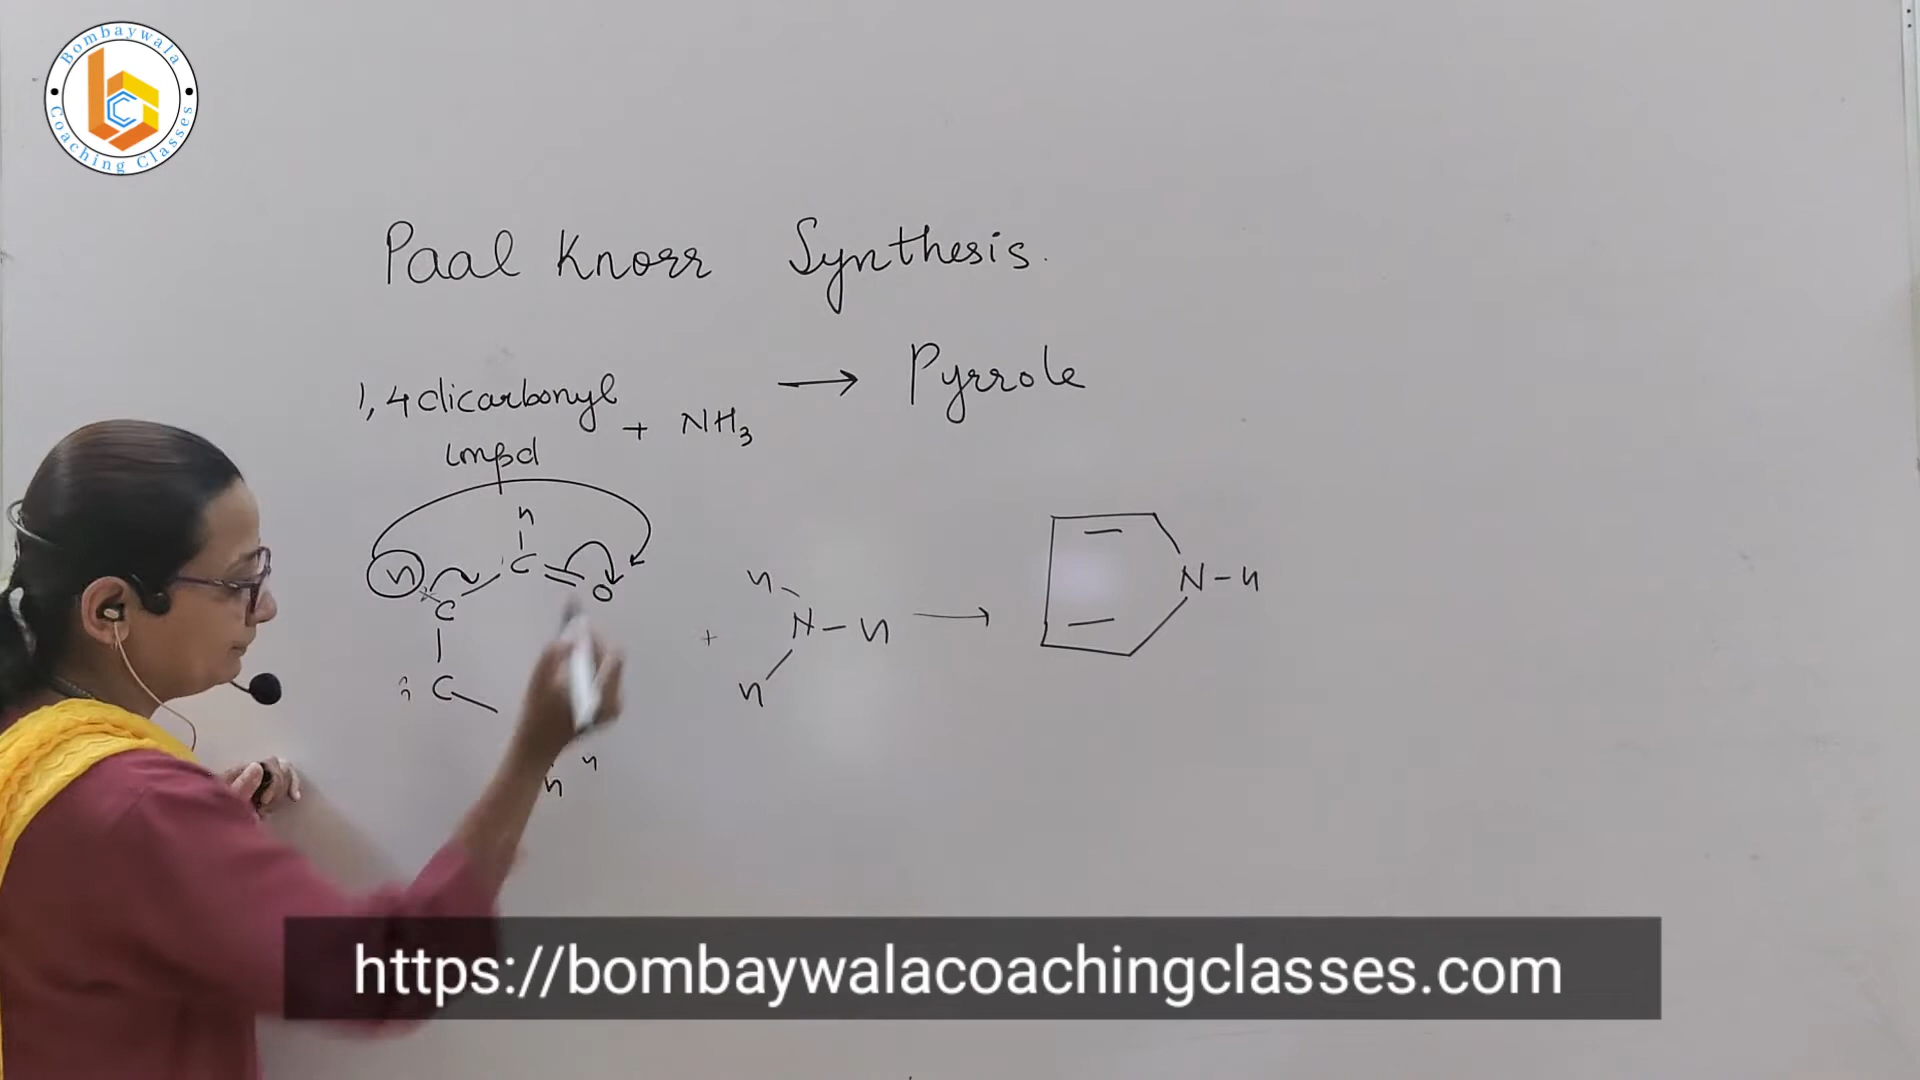 Bombaywala
Coaching Classes
Paal Knorr Synthesis.
1,4 dicarbonyl + NH3 → Pyrrole
cmpd
H
H C C O
H N H → N-H
H C
H
H H
https://bombaywalacoachingclasses.com